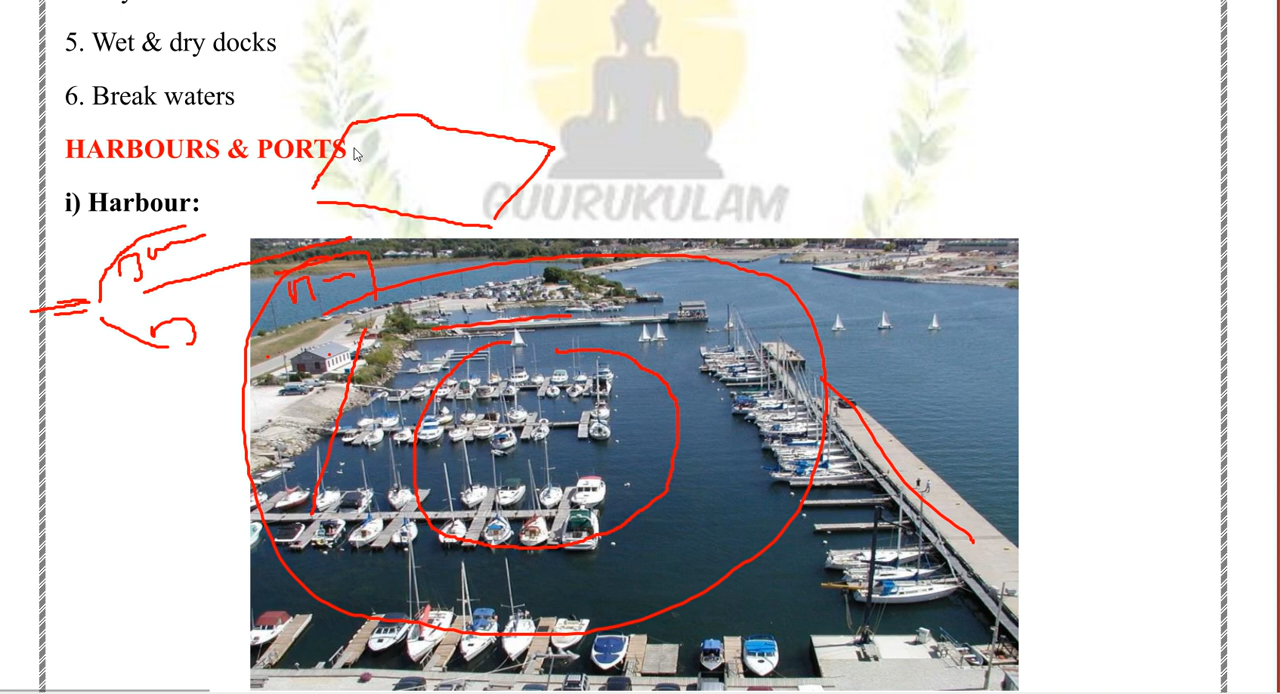 5. Wet & dry docks
6. Break waters
HARBOURS & PORTS
i) Harbour:
GUURUKULAM